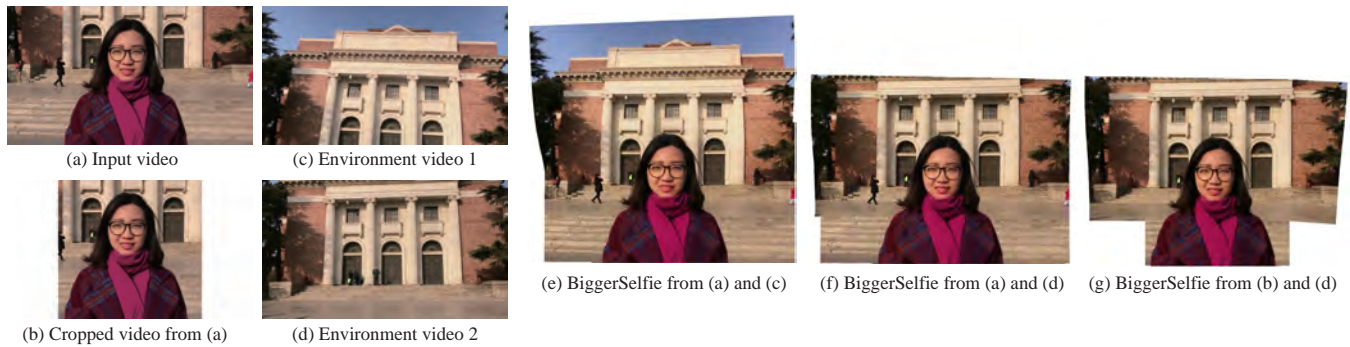 (a) Input video
(c) Environment video 1
(b) Cropped video from (a)
(d) Environment video 2
(e) BiggerSelfie from (a) and (c)
(f) BiggerSelfie from (a) and (d)
(g) BiggerSelfie from (b) and (d)